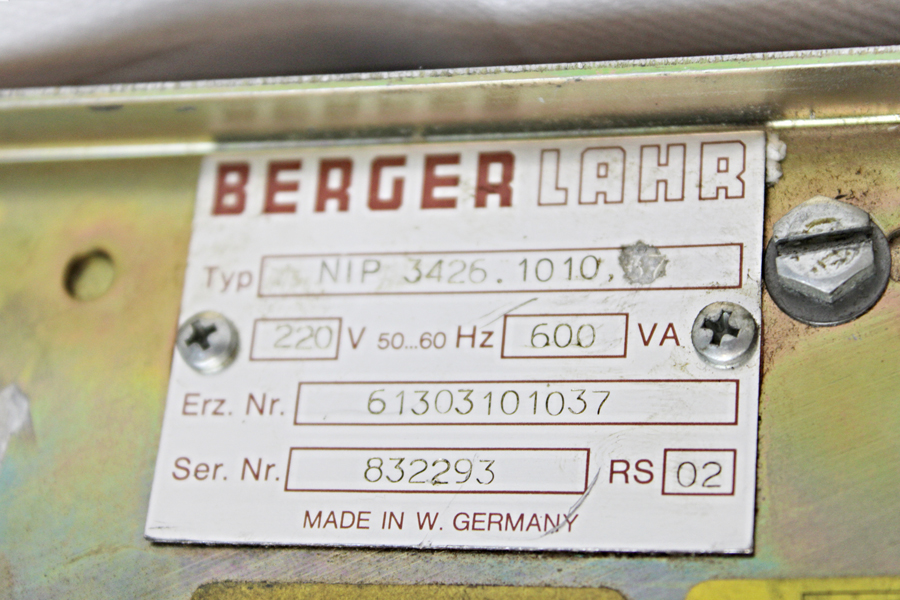 BERGER LAHR
Typ NIP 3426.1010,
220 V 50...60 Hz 600 VA
Erz. Nr. 61303101037
Ser. Nr. 832293 RS 02
MADE IN W. GERMANY